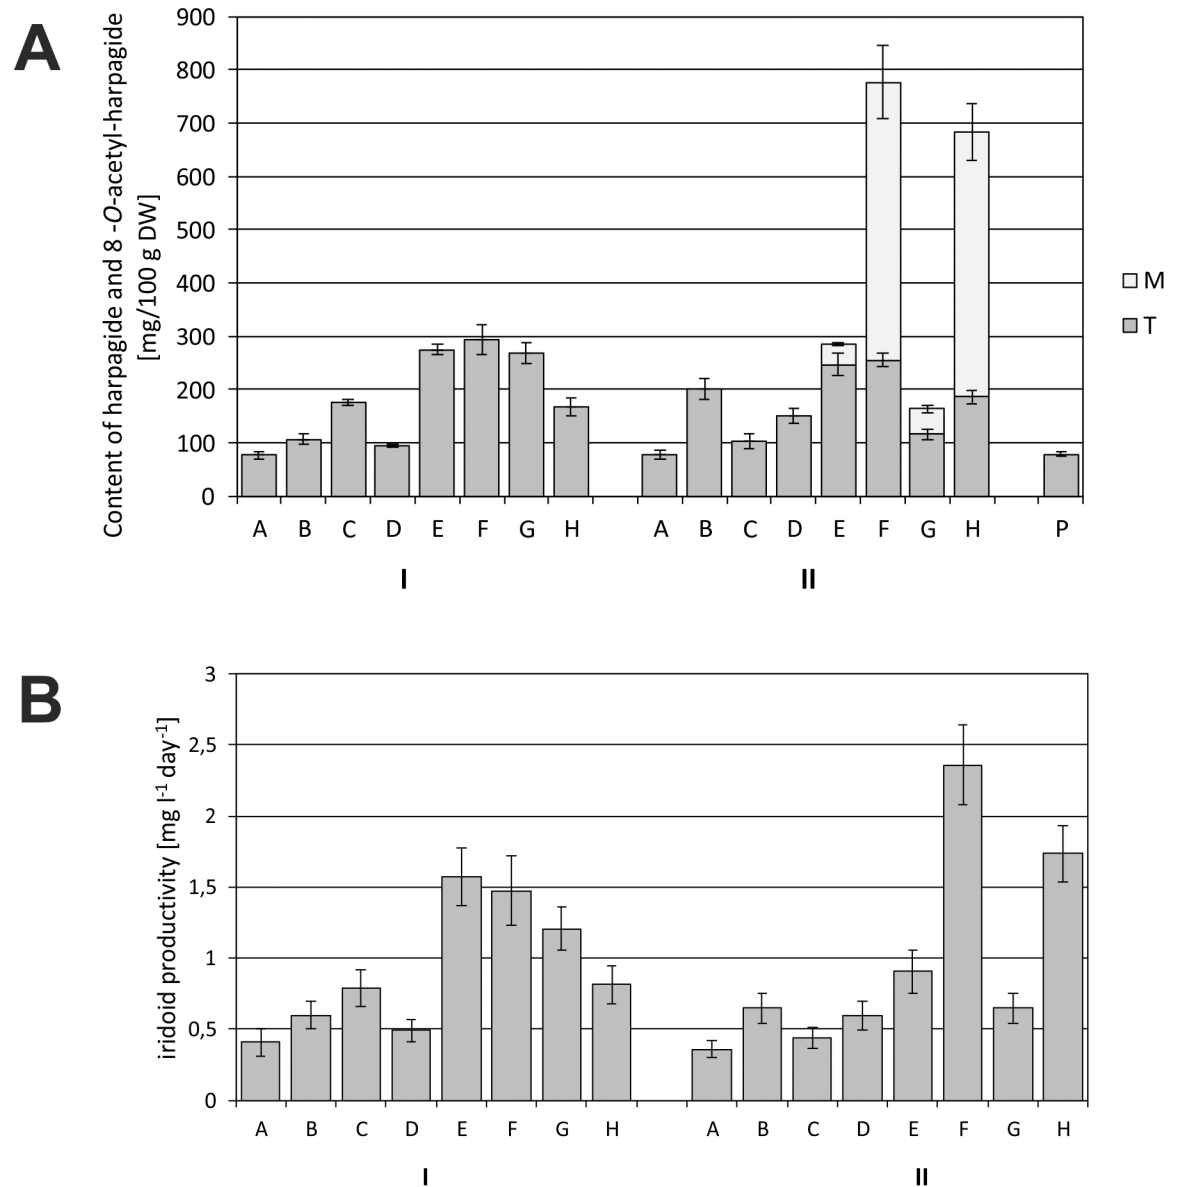 A
Content of harpagide and 8 -O-acetyl-harpagide
[mg/100 g DW]
900
800
700
600
500
400
300
200
100
0
M
T
A B C D E F G H A B C D E F G H P
I II
B
iridoid productivity [mg l-1 day-1]
3
2,5
2
1,5
1
0,5
0
A B C D E F G H A B C D E F G H
I II